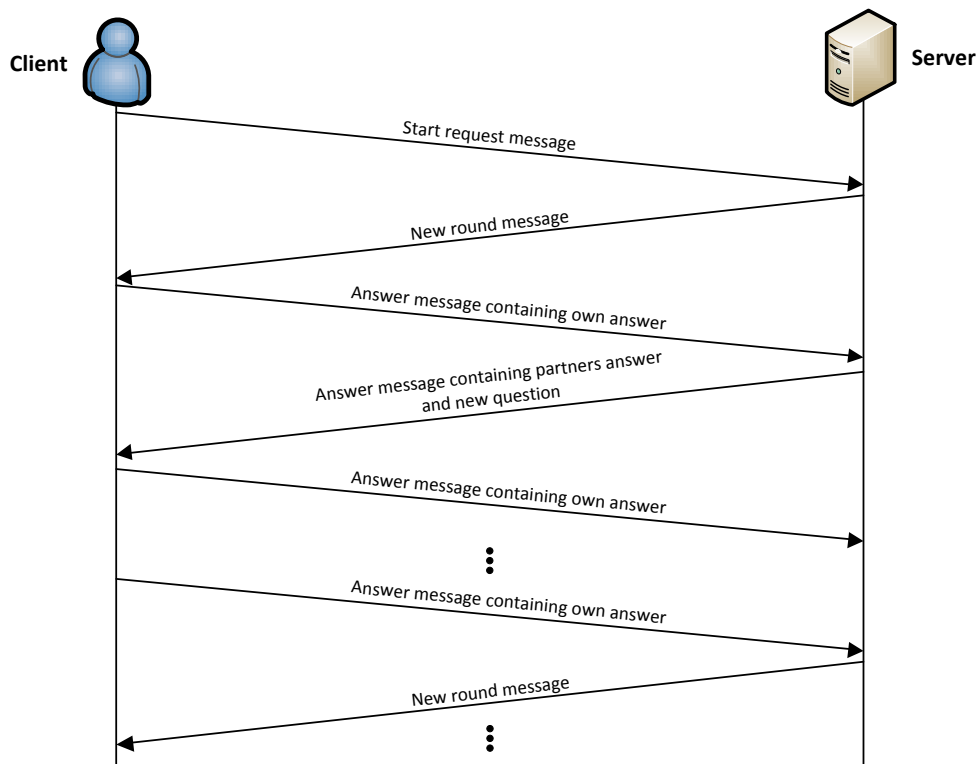 Client
Server
Start request message
New round message
Answer message containing own answer
Answer message containing partners answer
and new question
Answer message containing own answer
Answer message containing own answer
New round message